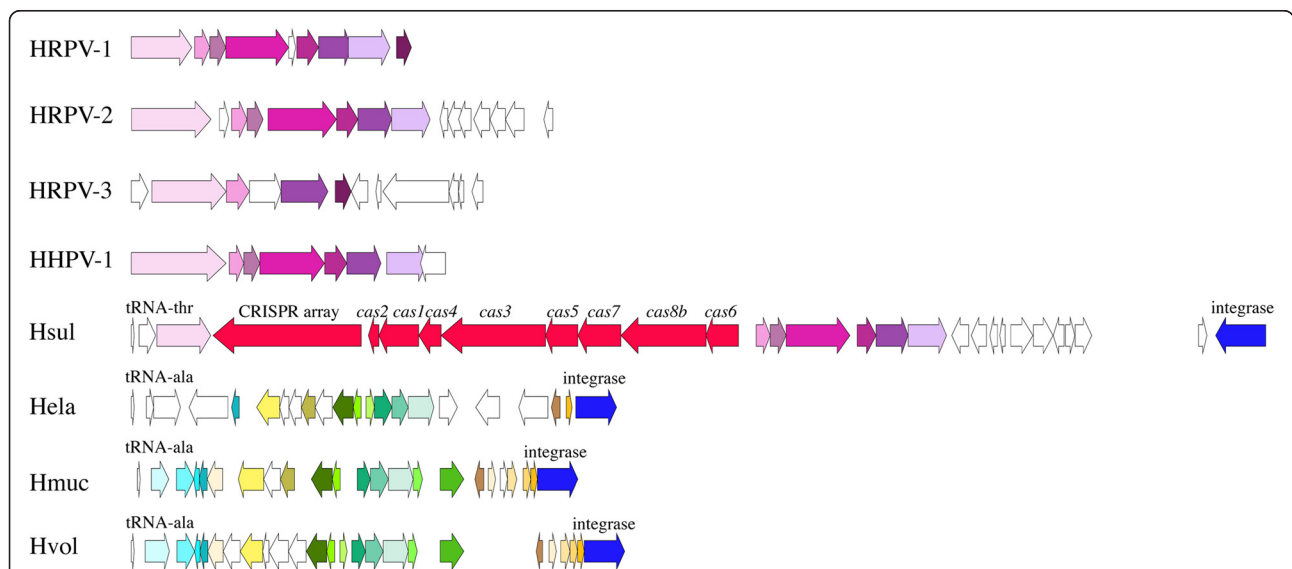 HRPV-1
HRPV-2
HRPV-3
HHPV-1
tRNA-thr CRISPR array cas2 cas1 cas4 cas3 cas5 cas7 cas8b cas6 integrase
Hsul
tRNA-ala integrase
Hela
tRNA-ala integrase
Hmuc
tRNA-ala integrase
Hvol